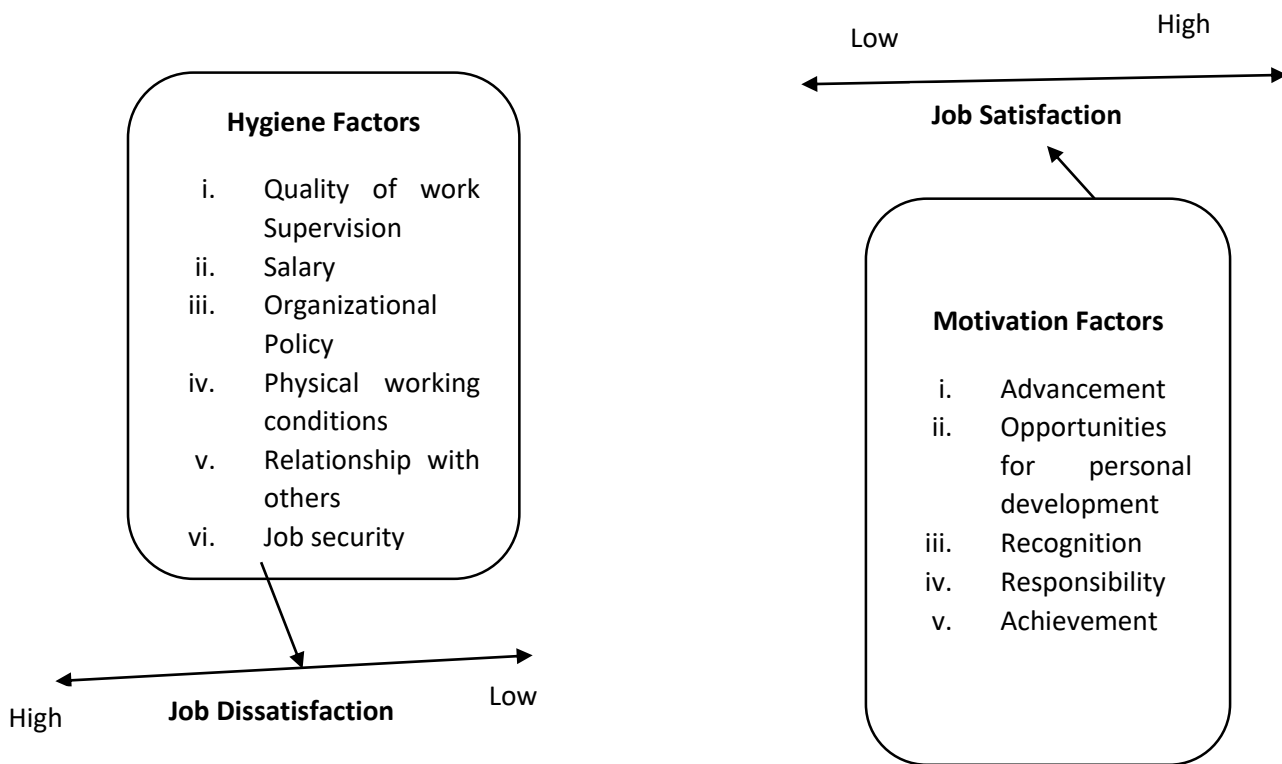 Hygiene Factors
i. Quality of work
Supervision
ii. Salary
iii. Organizational
Policy
iv. Physical working
conditions
v. Relationship with
others
vi. Job security
High
Job Dissatisfaction
Low
Low
High
Job Satisfaction
Motivation Factors
i. Advancement
ii. Opportunities
for personal
development
iii. Recognition
iv. Responsibility
v. Achievement